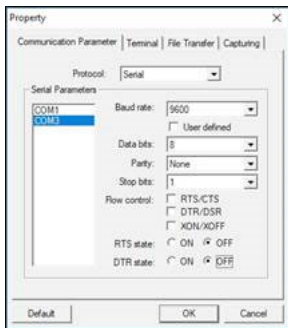 Property
Communication Parameter Terminal File Transfer Capturing
Protocol: Serial
Serial Parameters
COM1
COM3
Baud rate: 9600
User defined
Data bits: 8
Parity: None
Stop bits: 1
Flow control: RTS/CTS
DTR/DSR
XON/XOFF
RTS state: ON OFF
DTR state: ON OFF
Default OK Cancel